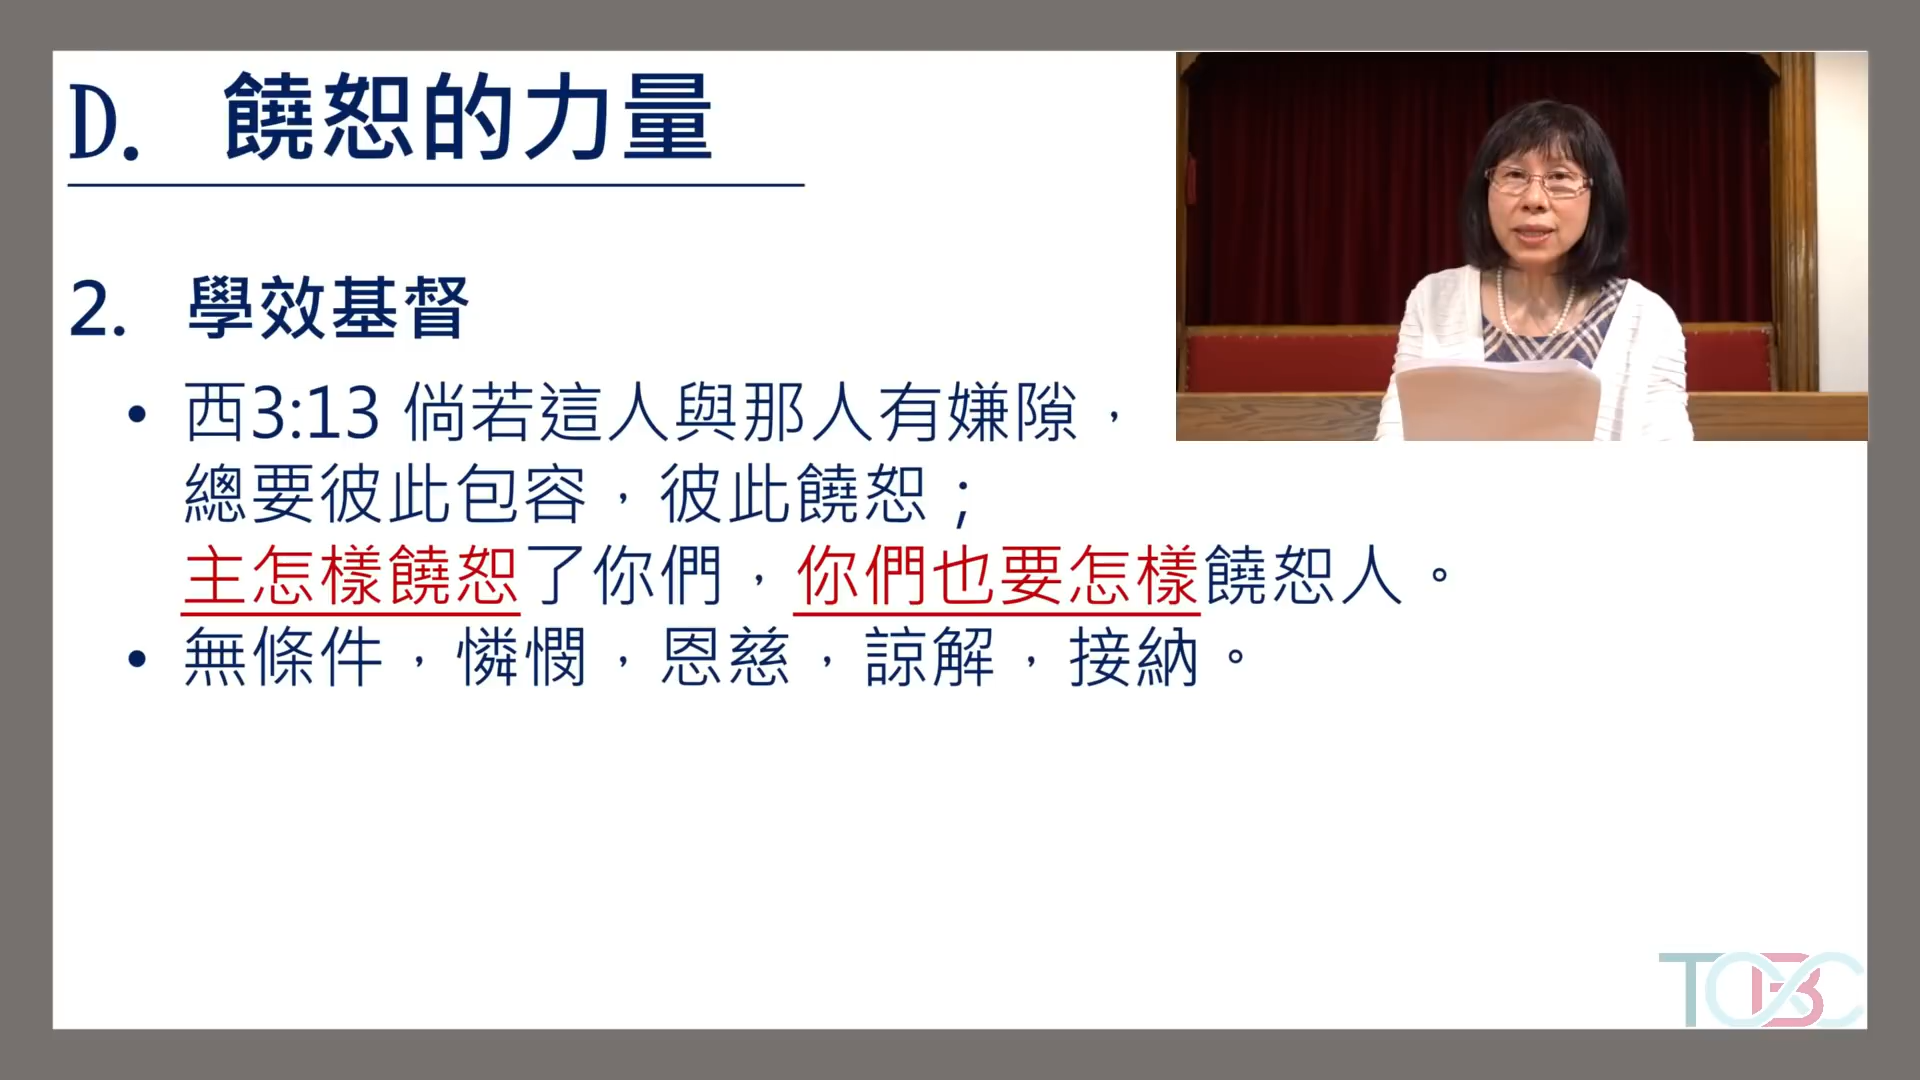 D. 饒恕的力量
2. 學效基督
• 西3:13 倘若這人與那人有嫌隙，
總要彼此包容，彼此饒恕；
主怎樣饒恕了你們，你們也要怎樣饒恕人。
• 無條件，憐憫，恩慈，諒解，接納。
TOBC